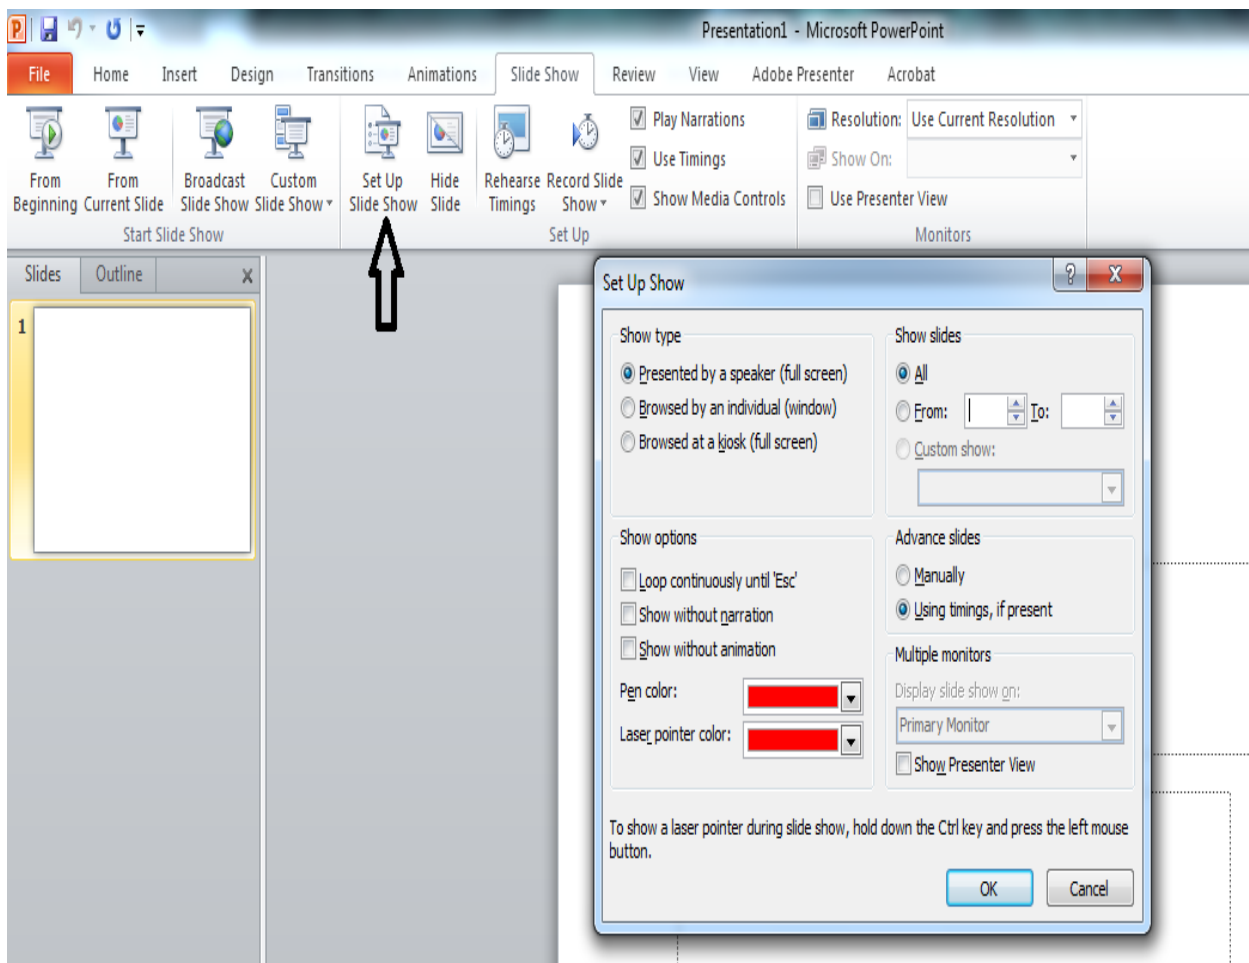 P
Presentation1 - Microsoft PowerPoint
File Home Insert Design Transitions Animations Slide Show Review View Adobe Presenter Acrobat
From Beginning
From Current Slide
Broadcast Slide Show
Custom Slide Show
Start Slide Show
Set Up Slide Show
Hide Slide
Rehearse Timings
Record Slide Show
Play Narrations
Use Timings
Show Media Controls
Set Up
Resolution: Use Current Resolution
Show On:
Use Presenter View
Monitors
Slides Outline X
1
Set Up Show ? X
Show type
Presented by a speaker (full screen)
Browsed by an individual (window)
Browsed at a kiosk (full screen)
Show slides
All
From: To:
Custom show:
Show options
Loop continuously until 'Esc'
Show without narration
Show without animation
Pen color:
Laser pointer color:
Advance slides
Manually
Using timings, if present
Multiple monitors
Display slide show on:
Primary Monitor
Show Presenter View
To show a laser pointer during slide show, hold down the Ctrl key and press the left mouse
button.
OK Cancel